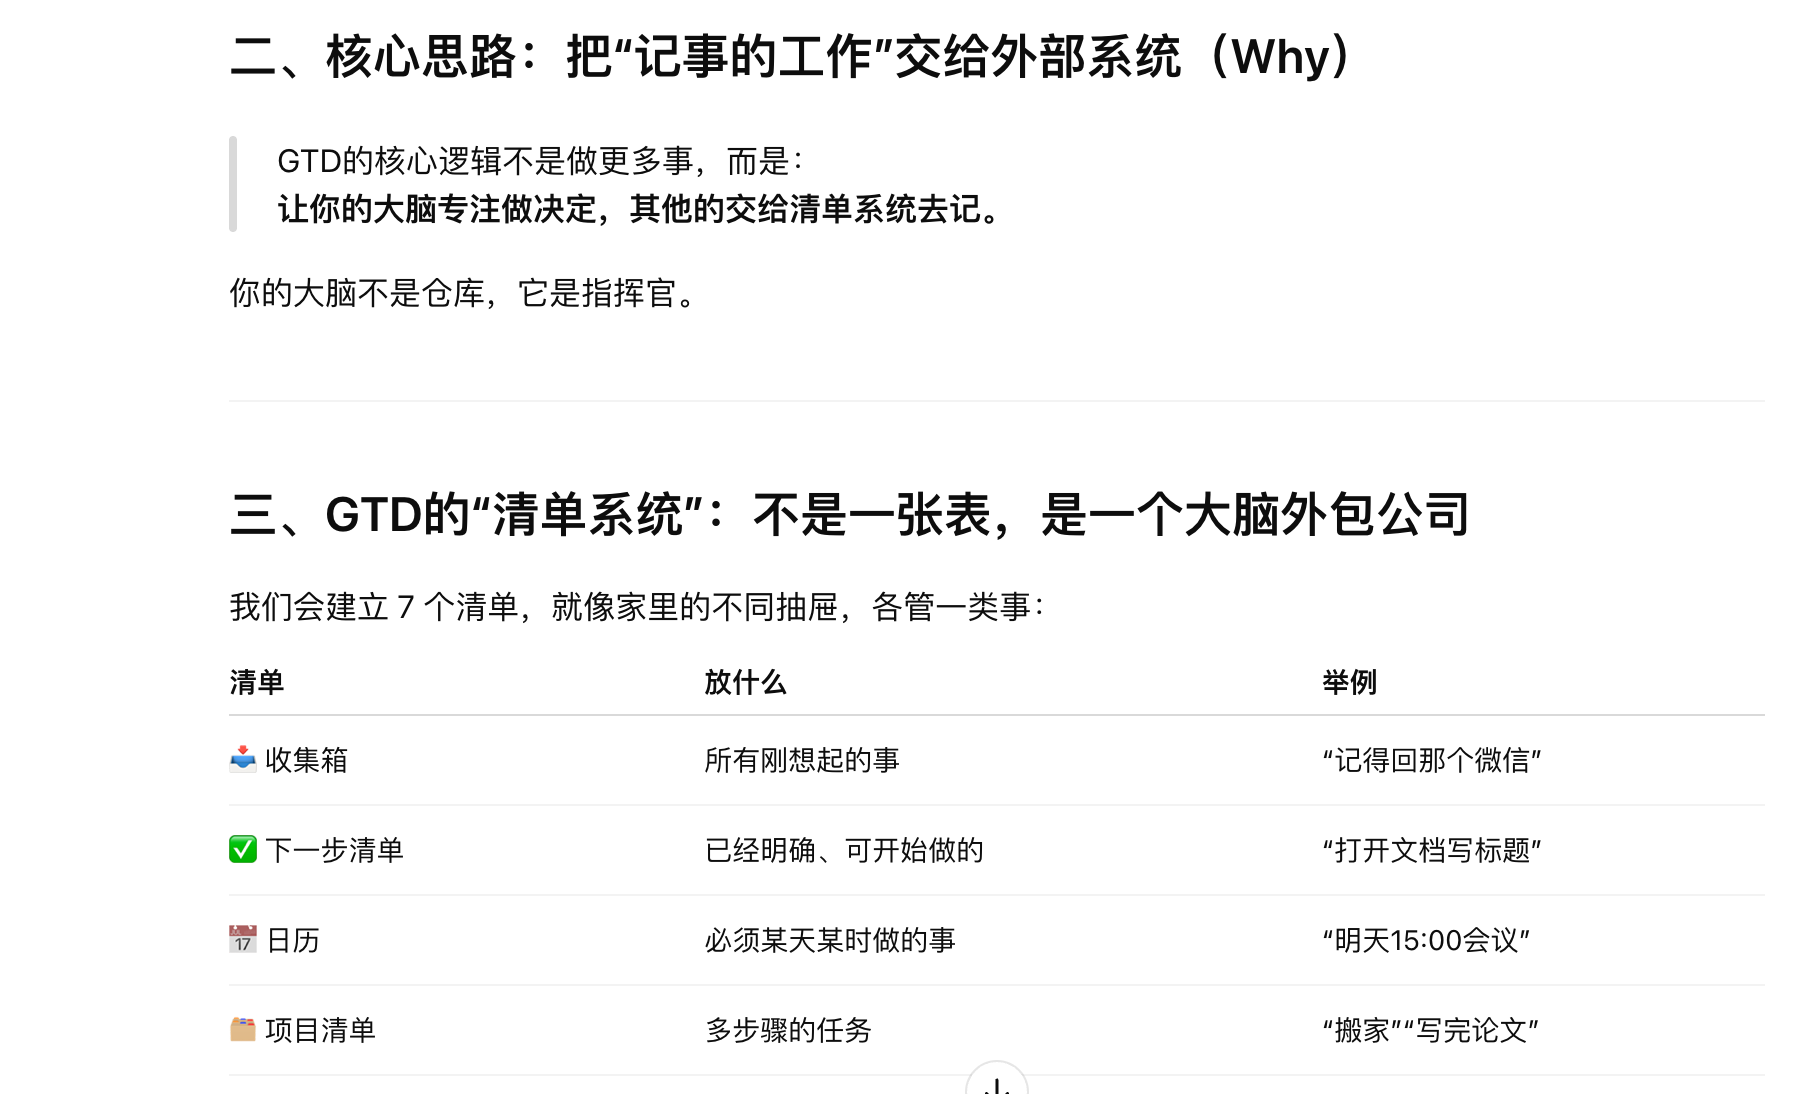 二、核心思路：把“记事的工作”交给外部系统（Why）
GTD的核心逻辑不是做更多事，而是：
让你的大脑专注做决定，其他的交给清单系统去记。
你的大脑不是仓库，它是指挥官。
三、GTD的“清单系统”：不是一张表，是一个大脑外包公司
我们会建立 7 个清单，就像家里的不同抽屉，各管一类事：
清单 放什么 举例
📥 收集箱 所有刚想起的事 “记得回那个微信”
✅ 下一步清单 已经明确、可开始做的 “打开文档写标题”
📅 日历 必须某天某时做的事 “明天15:00会议”
🗂️ 项目清单 多步骤的任务 “搬家”“写完论文”